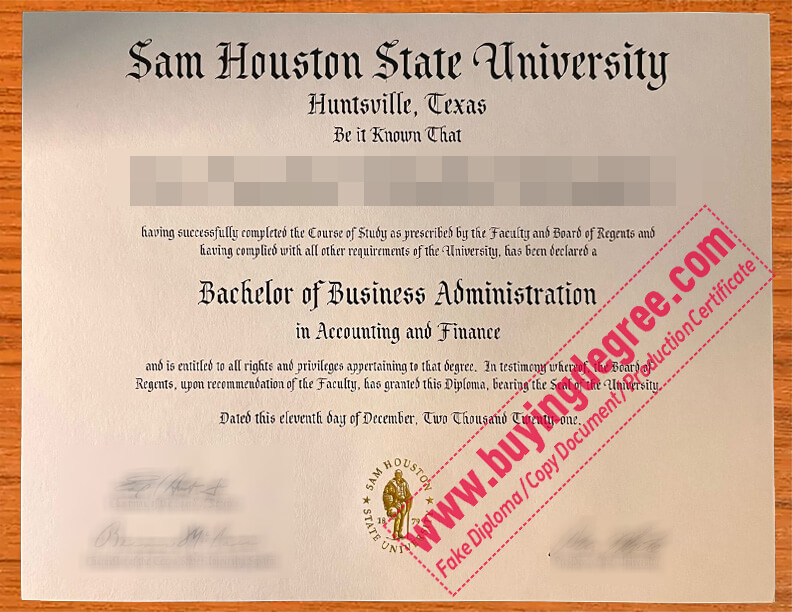 Sam Houston State University
Huntsville, Texas
Be it Known That
having successfully completed the Course of Study as prescribed by the Faculty and Board of Regents and
having complied with all other requirements of the University, has been declared a
Bachelor of Business Administration
in Accounting and Finance
and is entitled to all rights and privileges appertaining to that degree. In testimony whereof, the Board of
Regents, upon recommendation of the Faculty, has granted this Diploma, bearing the Seal of the University.
Dated this eleventh day of December, Two Thousand Twenty-one.
SAM HOUSTON
1879
STATE UNIVERSITY
www.buyingdegree.com
Fake Diploma/Copy Document/Production Certificate